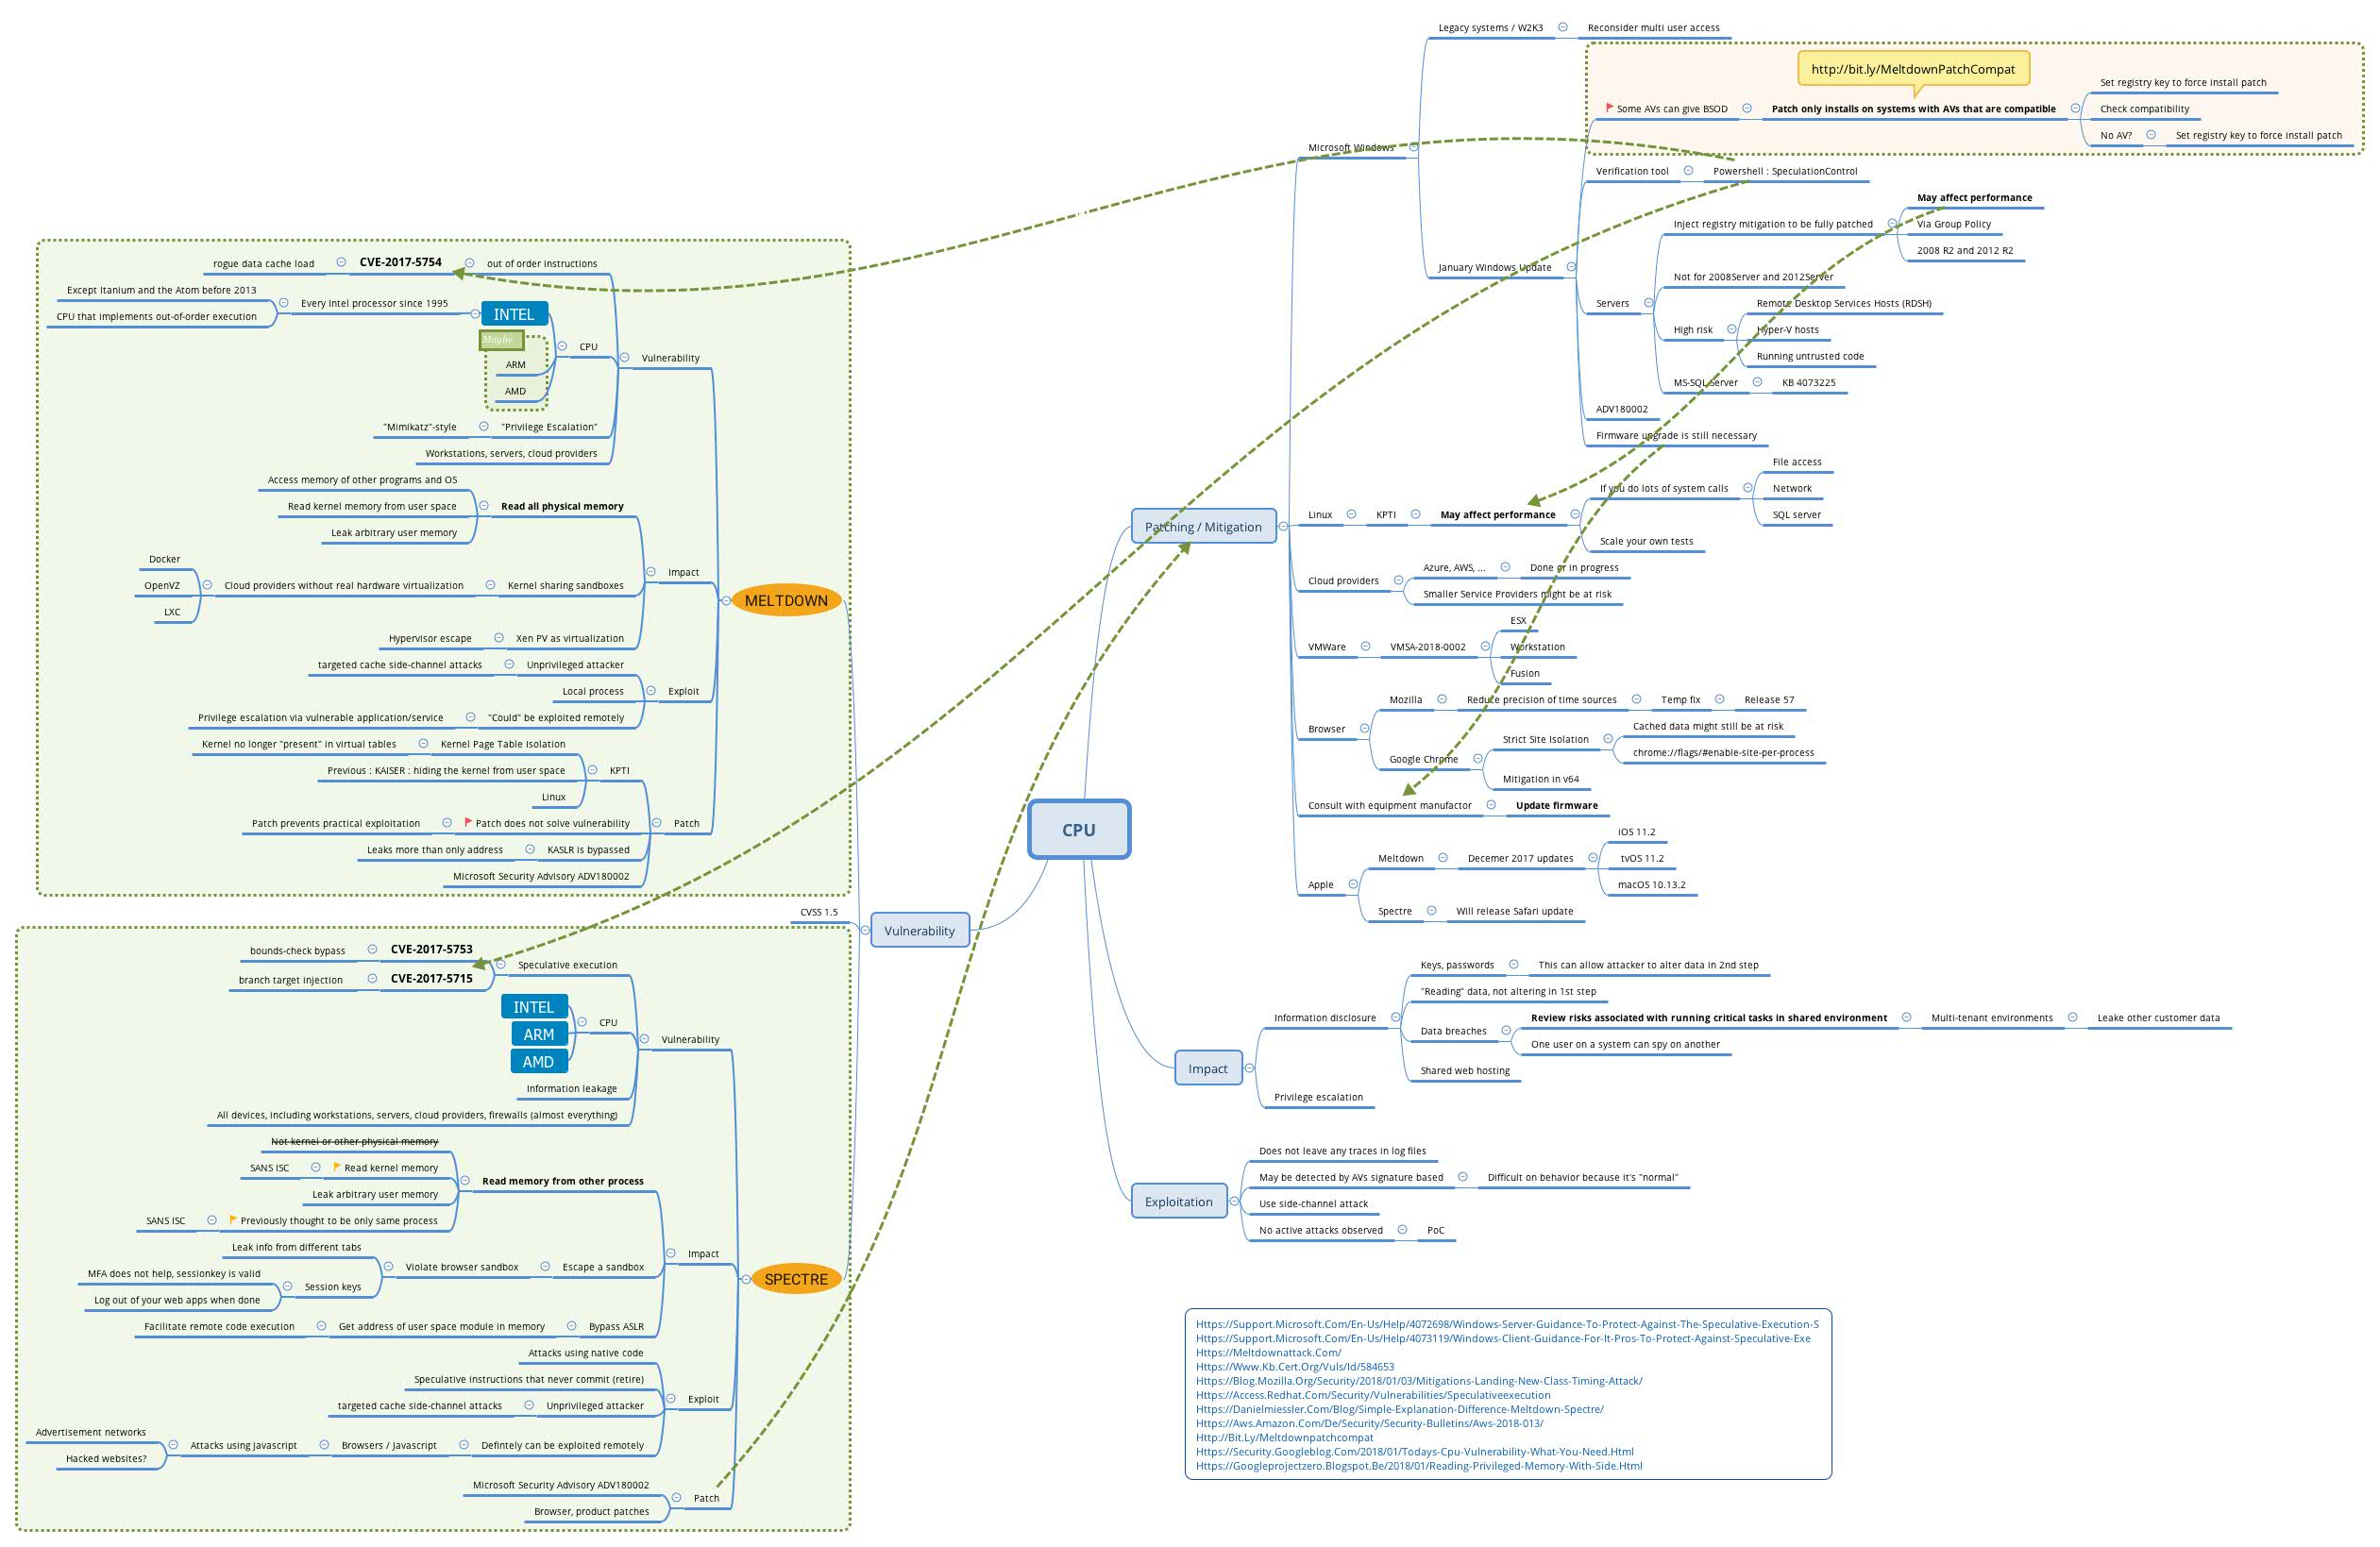 CPU
Patching / Mitigation
Microsoft Windows
Legacy systems / W2K3
Reconsider multi user access
January Windows Update
http://bit.ly/MeltdownPatchCompat
Some AVs can give BSOD
Patch only installs on systems with AVs that are compatible
Set registry key to force install patch
Check compatibility
No AV?
Set registry key to force install patch
Verification tool
Powershell : SpeculationControl
Servers
Inject registry mitigation to be fully patched
May affect performance
Via Group Policy
2008 R2 and 2012 R2
Not for 2008Server and 2012Server
High risk
Remote Desktop Services Hosts (RDSH)
Hyper-V hosts
Running untrusted code
MS-SQL Server
KB 4073225
ADV180002
Firmware upgrade is still necessary
Linux
KPTI
May affect performance
If you do lots of system calls
File access
Network
SQL server
Scale your own tests
Cloud providers
Azure, AWS, ...
Done or in progress
Smaller Service Providers might be at risk
VMWare
VMSA-2018-0002
ESX
Workstation
Fusion
Browser
Mozilla
Reduce precision of time sources
Temp fix
Release 57
Google Chrome
Strict Site Isolation
Cached data might still be at risk
chrome://flags/#enable-site-per-process
Mitigation in v64
Consult with equipment manufactor
Update firmware
Apple
Meltdown
Decemer 2017 updates
iOS 11.2
tvOS 11.2
macOS 10.13.2
Spectre
Will release Safari update
Impact
Information disclosure
Keys, passwords
This can allow attacker to alter data in 2nd step
"Reading" data, not altering in 1st step
Data breaches
Review risks associated with running critical tasks in shared environment
Multi-tenant environments
Leake other customer data
One user on a system can spy on another
Shared web hosting
Privilege escalation
Exploitation
Does not leave any traces in log files
May be detected by AVs signature based
Difficult on behavior because it's "normal"
Use side-channel attack
No active attacks observed
PoC
Vulnerability
CVSS 1.5
MELTDOWN
Vulnerability
out of order instructions
CVE-2017-5754
rogue data cache load
CPU
INTEL
Every Intel processor since 1995
Except Itanium and the Atom before 2013
CPU that implements out-of-order execution
Maybe
ARM
AMD
"Privilege Escalation"
"Mimikatz"-style
Workstations, servers, cloud providers
Impact
Read all physical memory
Access memory of other programs and OS
Read kernel memory from user space
Leak arbitrary user memory
Kernel sharing sandboxes
Cloud providers without real hardware virtualization
Docker
OpenVZ
LXC
Xen PV as virtualization
Hypervisor escape
Exploit
Unprivileged attacker
targeted cache side-channel attacks
Local process
"Could" be exploited remotely
Privilege escalation via vulnerable application/service
Patch
KPTI
Kernel Page Table Isolation
Kernel no longer "present" in virtual tables
Previous : KAISER : hiding the kernel from user space
Linux
Patch does not solve vulnerability
Patch prevents practical exploitation
KASLR is bypassed
Leaks more than only address
Microsoft Security Advisory ADV180002
SPECTRE
Vulnerability
Speculative execution
CVE-2017-5753
bounds-check bypass
CVE-2017-5715
branch target injection
CPU
INTEL
ARM
AMD
Information leakage
All devices, including workstations, servers, cloud providers, firewalls (almost everything)
Impact
Read memory from other process
Not kernel or other physical memory
Read kernel memory
SANS ISC
Leak arbitrary user memory
Previously thought to be only same process
SANS ISC
Escape a sandbox
Violate browser sandbox
Leak info from different tabs
Session keys
MFA does not help, sessionkey is valid
Log out of your web apps when done
Bypass ASLR
Get address of user space module in memory
Facilitate remote code execution
Exploit
Attacks using native code
Speculative instructions that never commit (retire)
Unprivileged attacker
targeted cache side-channel attacks
Defintely can be exploited remotely
Browsers / Javascript
Attacks using Javascript
Advertisement networks
Hacked websites?
Patch
Microsoft Security Advisory ADV180002
Browser, product patches
Https://Support.Microsoft.Com/En-Us/Help/4072698/Windows-Server-Guidance-To-Protect-Against-The-Speculative-Execution-S
Https://Support.Microsoft.Com/En-Us/Help/4073119/Windows-Client-Guidance-For-It-Pros-To-Protect-Against-Speculative-Exe
Https://Meltdownattack.Com/
Https://Www.Kb.Cert.Org/Vuls/Id/584653
Https://Blog.Mozilla.Org/Security/2018/01/03/Mitigations-Landing-New-Class-Timing-Attack/
Https://Access.Redhat.Com/Security/Vulnerabilities/Speculativeexecution
Https://Danielmiessler.Com/Blog/Simple-Explanation-Difference-Meltdown-Spectre/
Https://Aws.Amazon.Com/De/Security/Security-Bulletins/Aws-2018-013/
Http://Bit.Ly/Meltdownpatchcompat
Https://Security.Googleblog.Com/2018/01/Todays-Cpu-Vulnerability-What-You-Need.Html
Https://Googleprojectzero.Blogspot.Be/2018/01/Reading-Privileged-Memory-With-Side.Html